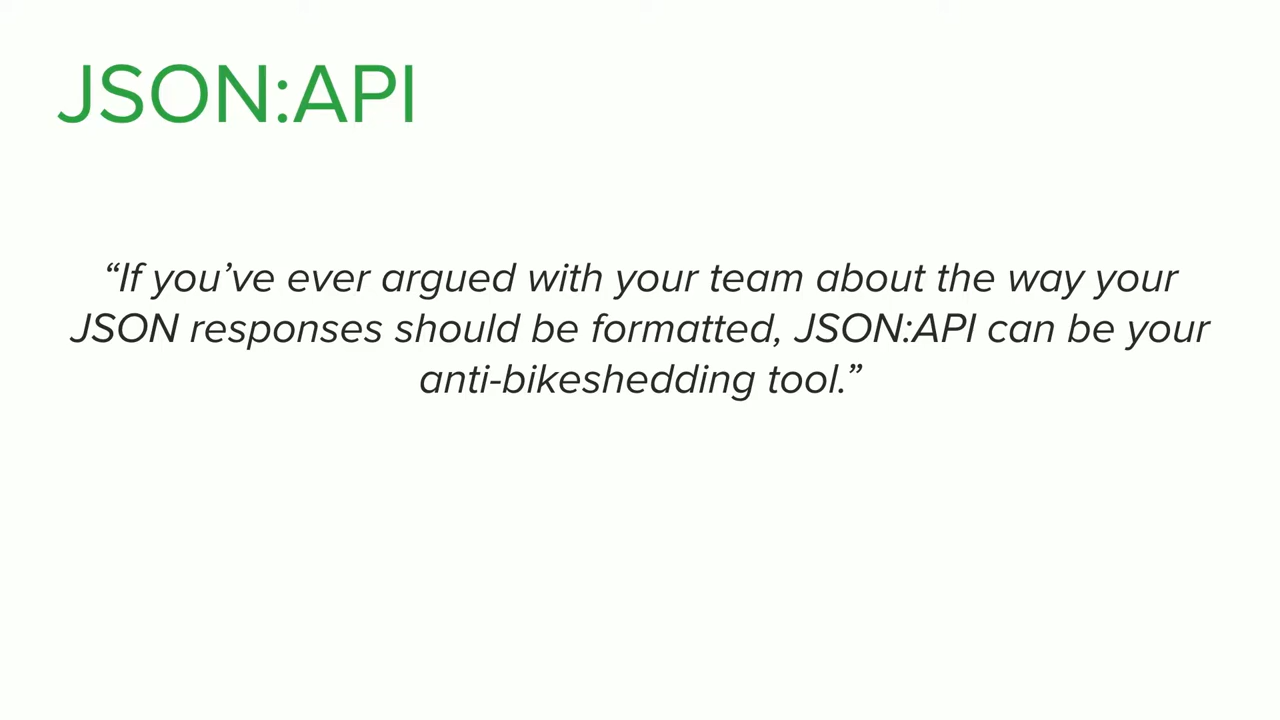 JSON:API
“If you’ve ever argued with your team about the way your
JSON responses should be formatted, JSON:API can be your
anti-bikeshedding tool.”